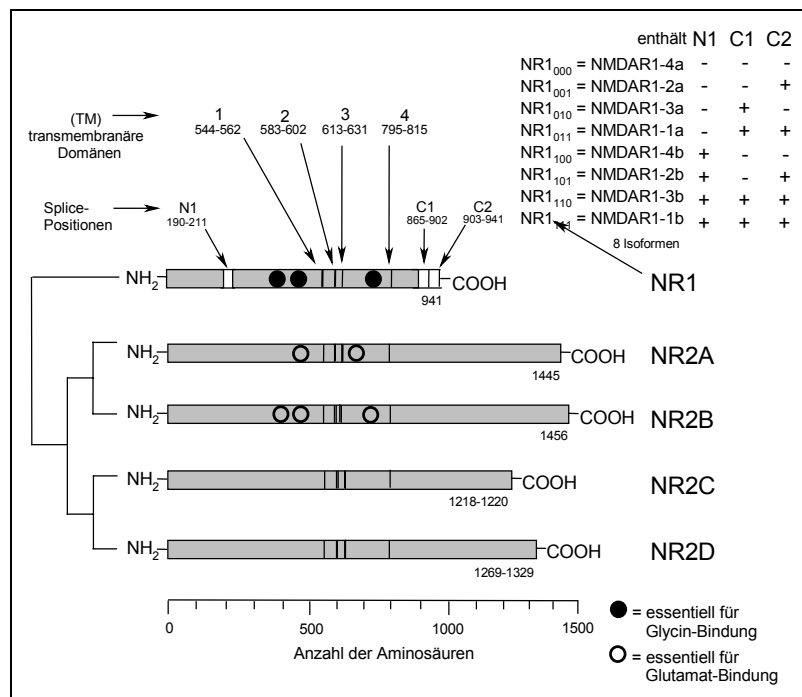 enthält N1 C1 C2
NR1000 = NMDAR1-4a - - -
NR1001 = NMDAR1-2a - - +
NR1010 = NMDAR1-3a - + -
NR1011 = NMDAR1-1a - + +
NR1100 = NMDAR1-4b + - -
NR1101 = NMDAR1-2b + - +
NR1110 = NMDAR1-3b + + +
NR1111 = NMDAR1-1b + + +
8 Isoformen
(TM)
transmembranäre
Domänen
1 2 3 4
544-562 583-602 613-631 795-815
Splice-
Positionen
N1
190-211
C1
865-902
C2
903-941
NH2 COOH NR1
941
NH2 COOH NR2A
1445
NH2 COOH NR2B
1456
NH2 COOH NR2C
1218-1220
NH2 COOH NR2D
1269-1329
0 500 1000 1500
Anzahl der Aminosäuren
= essentiell für
Glycin-Bindung
= essentiell für
Glutamat-Bindung